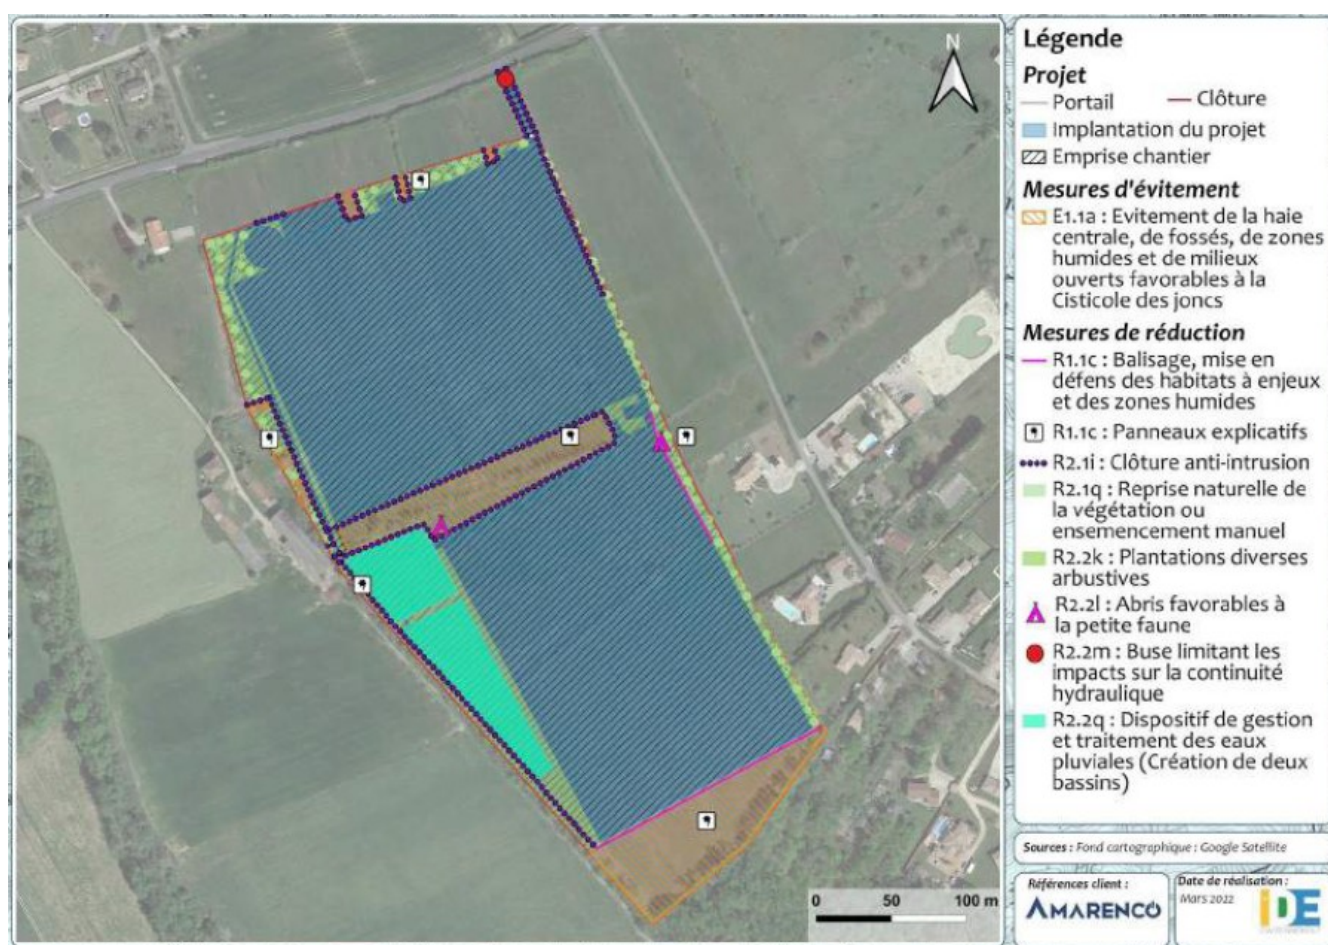 N
0 50 100 m
Légende
Projet
Portail Clôture
Implantation du projet
Emprise chantier
Mesures d'évitement
E1.1a : Evitement de la haie
centrale, de fossés, de zones
humides et de milieux
ouverts favorables à la
Cisticole des joncs
Mesures de réduction
R1.1c : Balisage, mise en
défens des habitats à enjeux
et des zones humides
R1.1c : Panneaux explicatifs
R2.1i : Clôture anti-intrusion
R2.1q : Reprise naturelle de
la végétation ou
ensemencement manuel
R2.2k : Plantations diverses
arbustives
R2.2l : Abris favorables à
la petite faune
R2.2m : Buse limitant les
impacts sur la continuité
hydraulique
R2.2q : Dispositif de gestion
et traitement des eaux
pluviales (Création de deux
bassins)
Sources : Fond cartographique : Google Satellite
Références client :
AMARENCO
Date de réalisation :
Mars 2022
IDE